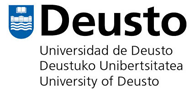 Deusto
Universidad de Deusto
Deustuko Unibertsitatea
University of Deusto